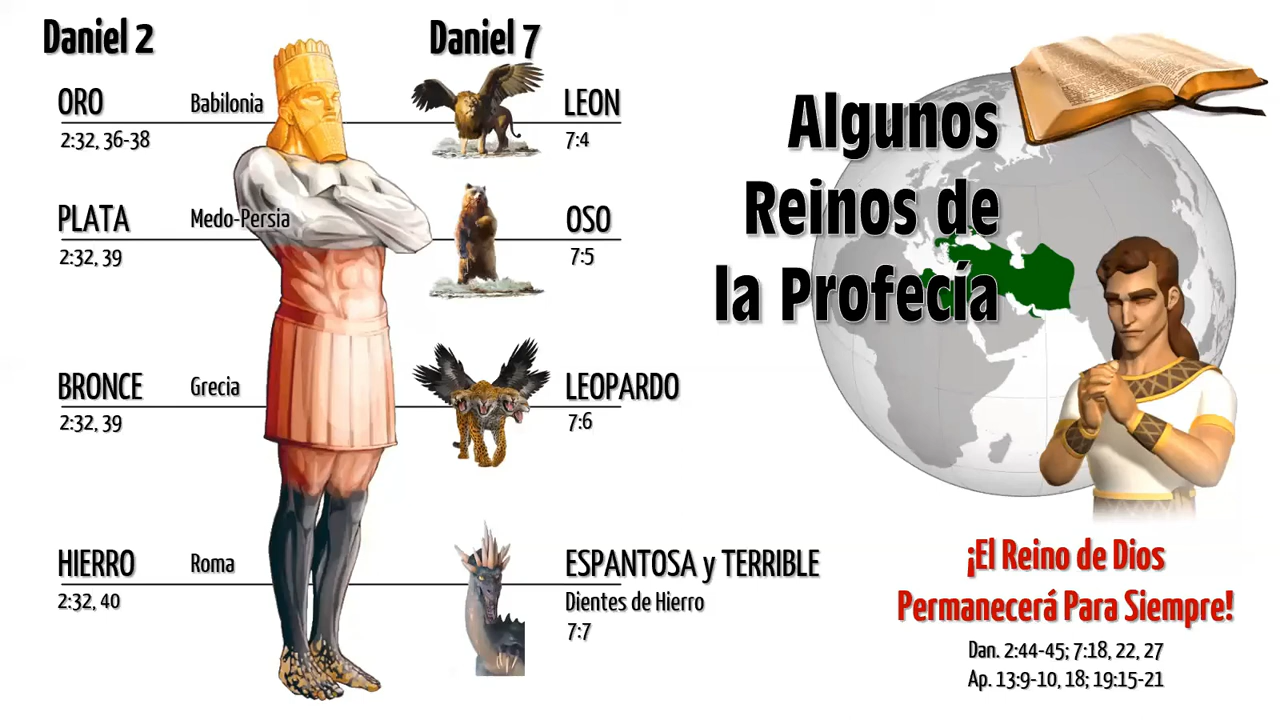 Daniel 2
Daniel 7
ORO
Babilonia
LEON
2:32, 36-38
7:4
PLATA
Medo-Persia
OSO
2:32, 39
7:5
BRONCE
Grecia
LEOPARDO
2:32, 39
7:6
HIERRO
Roma
ESPANTOSA y TERRIBLE
2:32, 40
Dientes de Hierro
7:7
Algunos
Reinos de
la Profecía
¡El Reino de Dios
Permanecerá Para Siempre!
Dan. 2:44-45; 7:18, 22, 27
Ap. 13:9-10, 18; 19:15-21